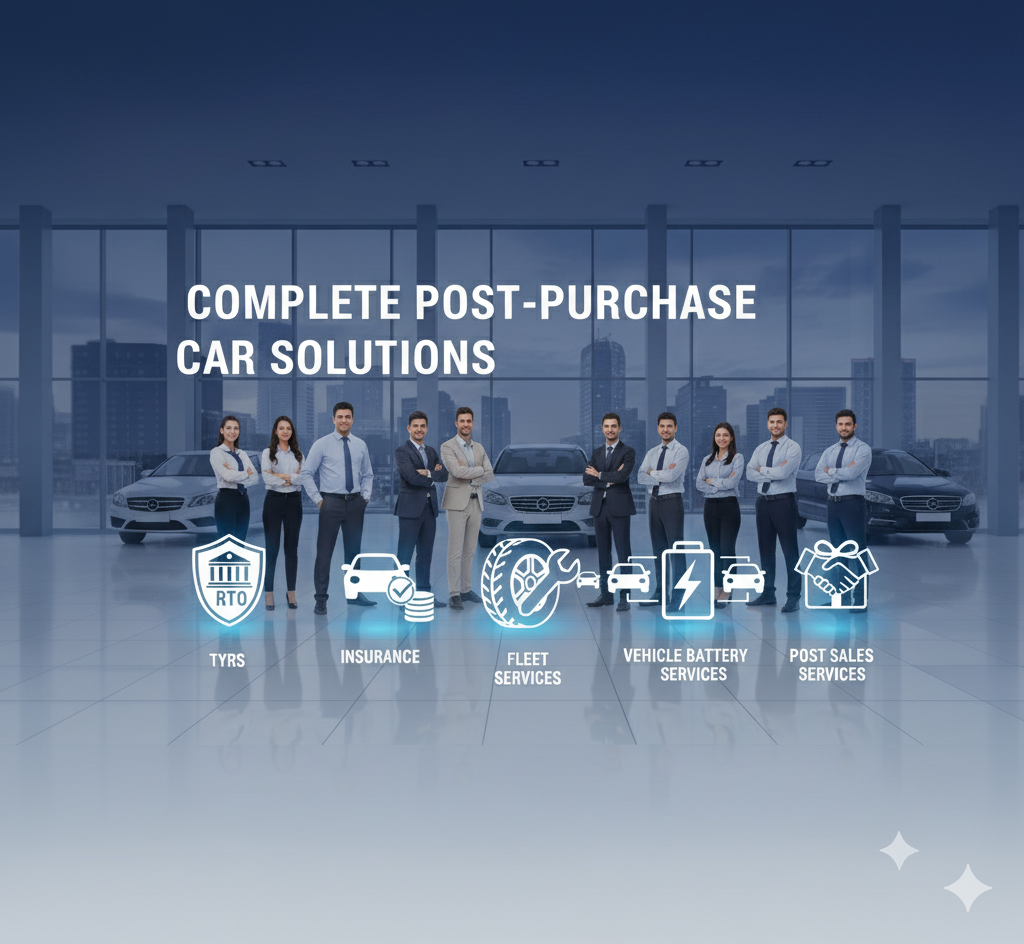 COMPLETE POST-PURCHASE
CAR SOLUTIONS
RTO
TYRS
INSURANCE
FLEET
SERVICES
VEHICLE BATTERY
SERVICES
POST SALES
SERVICES